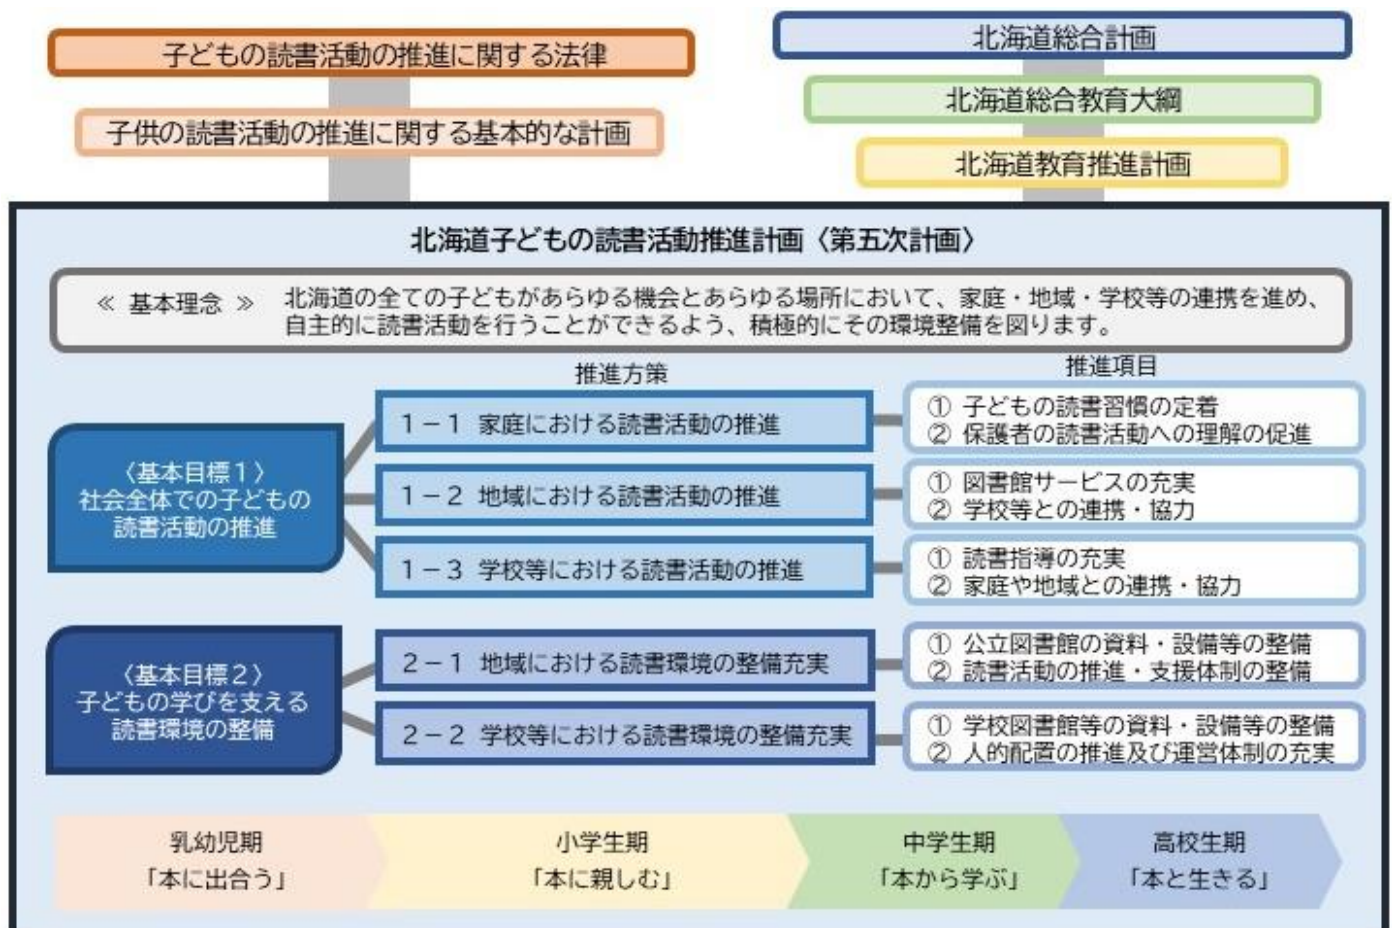 子どもの読書活動の推進に関する法律
子供の読書活動の推進に関する基本的な計画
北海道総合計画
北海道総合教育大綱
北海道教育推進計画
北海道子どもの読書活動推進計画〈第五次計画〉
≪ 基本理念 ≫
北海道の全ての子どもがあらゆる機会とあらゆる場所において、家庭・地域・学校等の連携を進め、
自主的に読書活動を行うことができるよう、積極的にその環境整備を図ります。
推進方策
推進項目
〈基本目標1〉
社会全体での子どもの
読書活動の推進
1－1 家庭における読書活動の推進
① 子どもの読書習慣の定着
② 保護者の読書活動への理解の促進
1－2 地域における読書活動の推進
① 図書館サービスの充実
② 学校等との連携・協力
1－3 学校等における読書活動の推進
① 読書指導の充実
② 家庭や地域との連携・協力
〈基本目標2〉
子どもの学びを支える
読書環境の整備
2－1 地域における読書環境の整備充実
① 公立図書館の資料・設備等の整備
② 読書活動の推進・支援体制の整備
2－2 学校等における読書環境の整備充実
① 学校図書館等の資料・設備等の整備
② 人的配置の推進及び運営体制の充実
乳幼児期
「本に出合う」
小学生期
「本に親しむ」
中学生期
「本から学ぶ」
高校生期
「本と生きる」